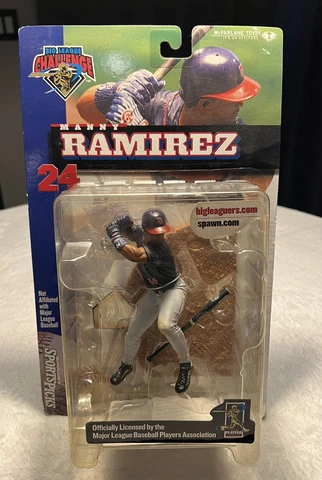 BIG LEAGUE
CHALLENGE
McFARLANE TOYS
MANNY
RAMIREZ
24
bigleaguers.com
spawn.com
Not
Affiliated
with
Major
League
Baseball
SPORTSPICKS
Officially Licensed by the
Major League Baseball Players Association
PLAYERS